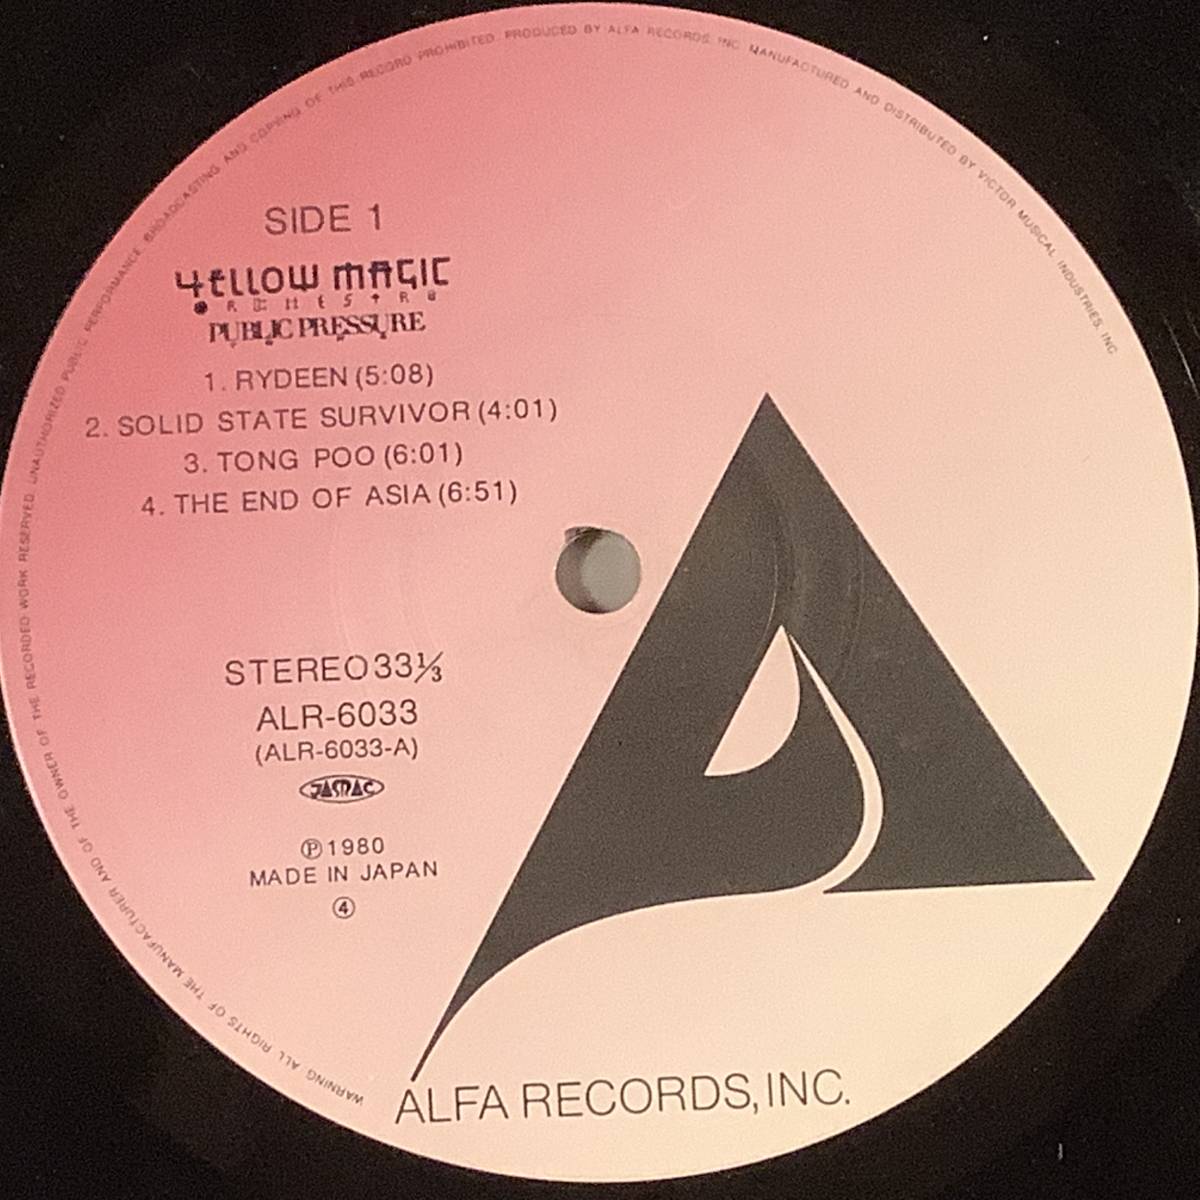 SIDE 1
YELLOW MAGIC
ORCHESTRA
PUBLIC PRESSURE
1. RYDEEN (5:08)
2. SOLID STATE SURVIVOR (4:01)
3. TONG POO (6:01)
4. THE END OF ASIA (6:51)
STEREO 33⅓
ALR-6033
(ALR-6033-A)
JASRAC
Ⓟ1980
MADE IN JAPAN
④
ALFA RECORDS, INC.
WARNING. ALL RIGHTS OF THE MANUFACTURER AND OF THE OWNER OF THE RECORDED WORK RESERVED. UNAUTHORIZED PUBLIC PERFORMANCE BROADCASTING AND COPYING OF THIS RECORD PROHIBITED. PRODUCED BY ALFA RECORDS, INC. MANUFACTURED AND DISTRIBUTED BY VICTOR MUSICAL INDUSTRIES, INC